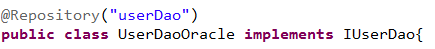 @Repository("userDao")
public class UserDaoOracle implements IUserDao{